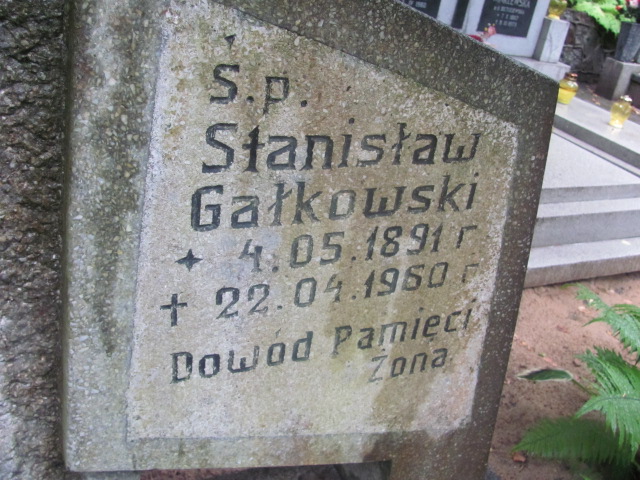 Ś.p.
Stanisław
Gałkowski
+ 4.05.1891 r
+ 22.04.1960 r
Dowód Pamięci
Żona